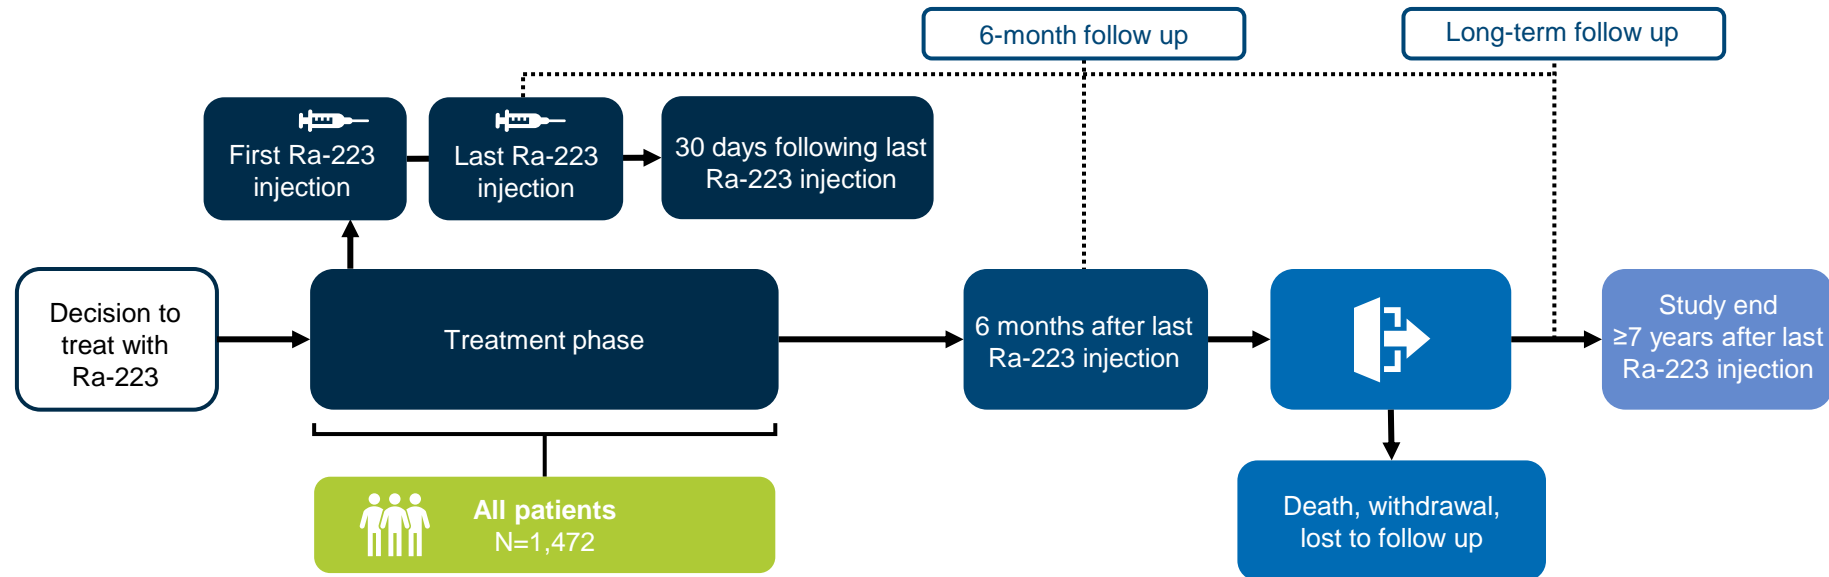 6-month follow up
Long-term follow up
First Ra-223
injection
Last Ra-223
injection
30 days following last
Ra-223 injection
Decision to
treat with
Ra-223
Treatment phase
6 months after last
Ra-223 injection
Study end
≥7 years after last
Ra-223 injection
All patients
N=1,472
Death, withdrawal,
lost to follow up